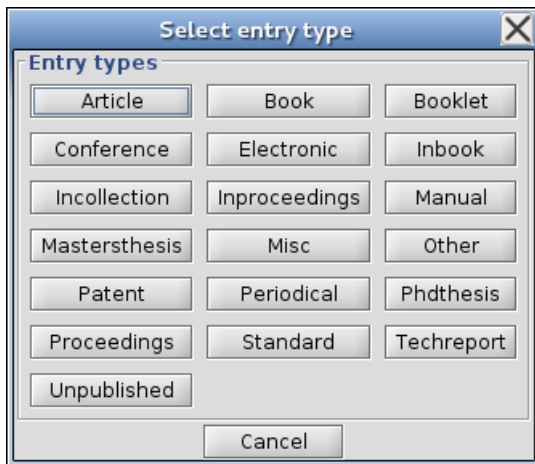 Select entry type
Entry types
Article Book Booklet
Conference Electronic Inbook
Incollection Inproceedings Manual
Mastersthesis Misc Other
Patent Periodical Phdthesis
Proceedings Standard Techreport
Unpublished
Cancel